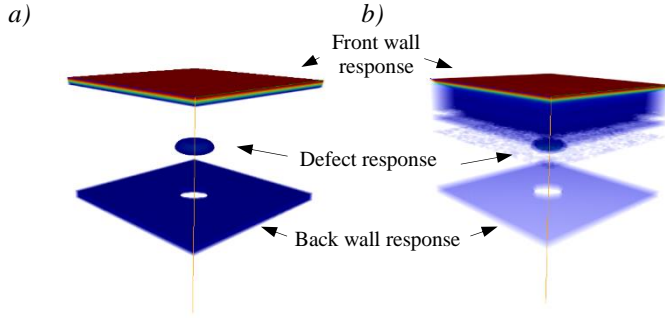 a)
b)
Front wall
response
Defect response
Back wall response